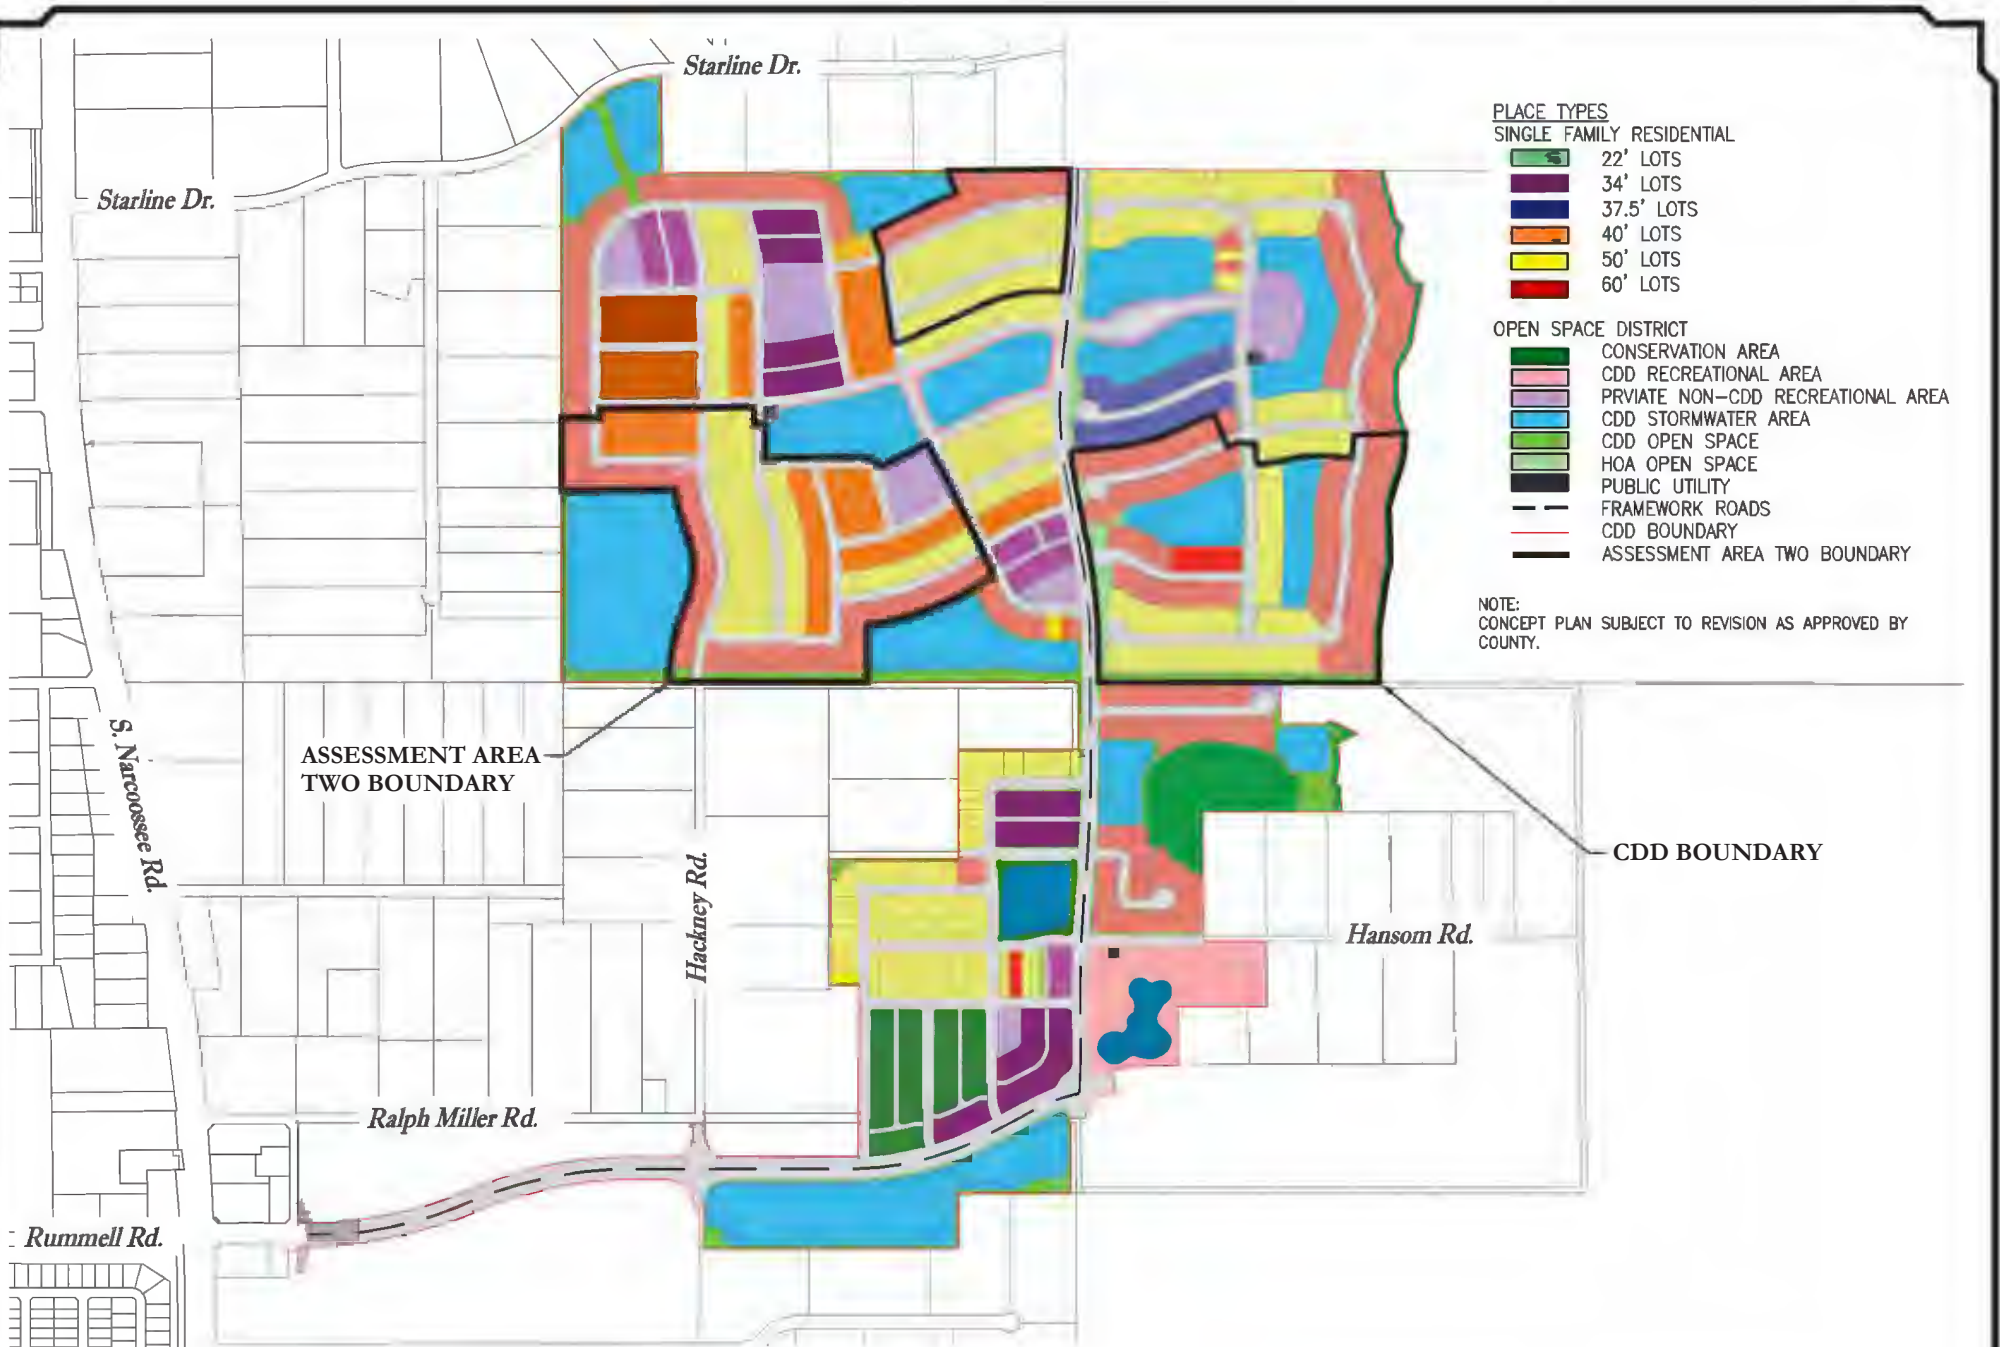 Starline Dr.
Starline Dr.
PLACE TYPES
SINGLE FAMILY RESIDENTIAL
22' LOTS
34' LOTS
37.5' LOTS
40' LOTS
50' LOTS
60' LOTS
OPEN SPACE DISTRICT
CONSERVATION AREA
CDD RECREATIONAL AREA
PRVIATE NON-CDD RECREATIONAL AREA
CDD STORMWATER AREA
CDD OPEN SPACE
HOA OPEN SPACE
PUBLIC UTILITY
FRAMEWORK ROADS
CDD BOUNDARY
ASSESSMENT AREA TWO BOUNDARY
NOTE:
CONCEPT PLAN SUBJECT TO REVISION AS APPROVED BY
COUNTY.
ASSESSMENT AREA
TWO BOUNDARY
S. Narcoossee Rd.
CDD BOUNDARY
Hackney Rd.
Hansom Rd.
Ralph Miller Rd.
Rummell Rd.